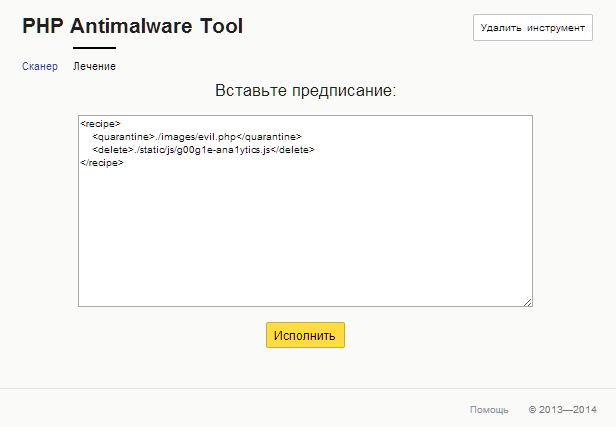 PHP Antimalware Tool
Удалить инструмент
Сканер Лечение
Вставьте предписание:
<recipe>
<quarantine>./images/evil.php</quarantine>
<delete>./static/js/g00g1e-ana1ytics.js</delete>
</recipe>
Исполнить
Помощь © 2013—2014